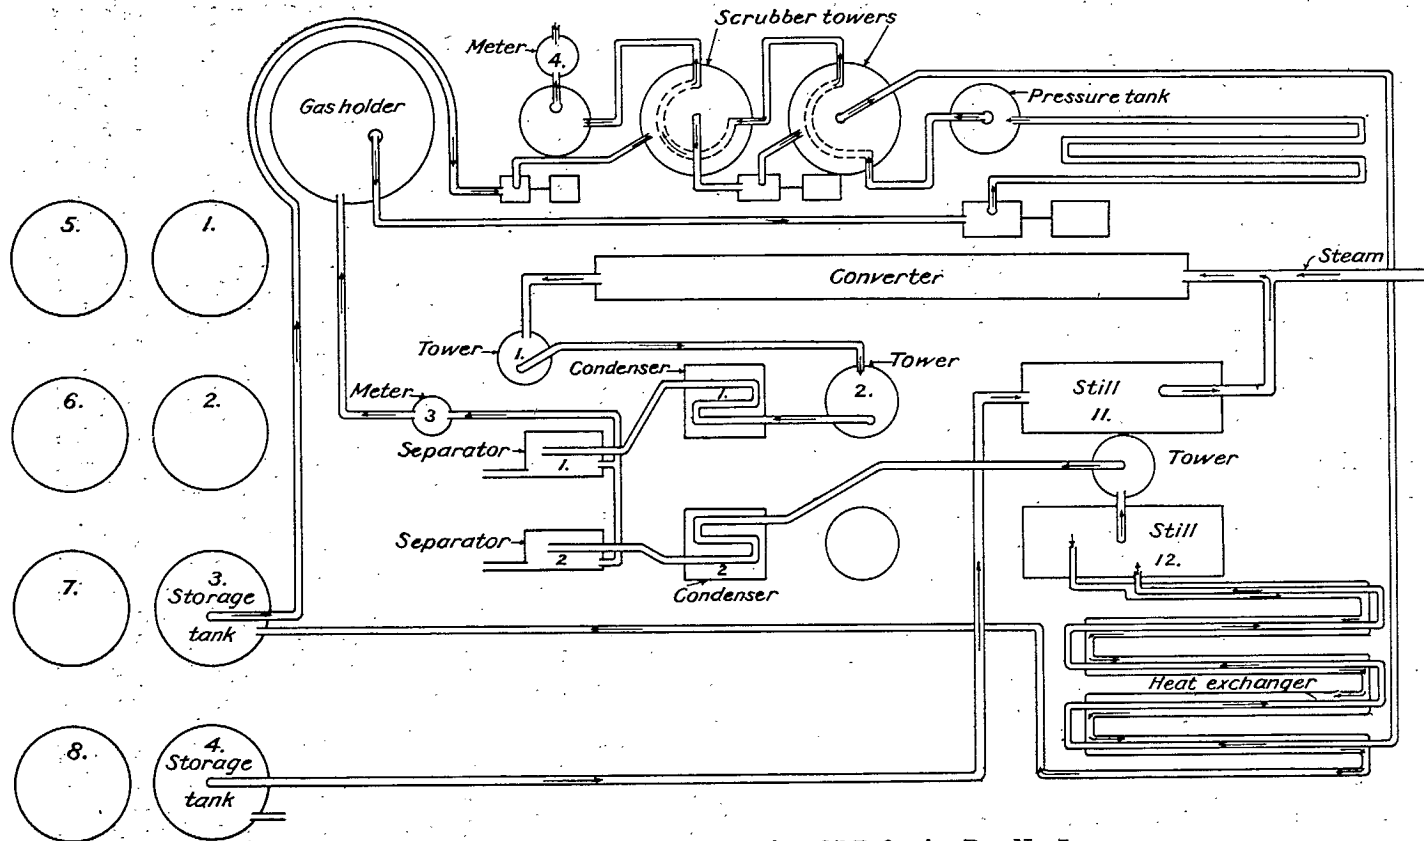 Scrubber towers
Meter
4.
Gas holder
Pressure tank
5.
1.
Steam
Converter
Tower
1.
Condenser
1.
Tower
2.
Still
11.
Meter
3
6.
2.
Separator
1.
Tower
Separator
2
2
Condenser
Still
12.
7.
3.
Storage
tank
Heat exchanger
8.
4.
Storage
tank